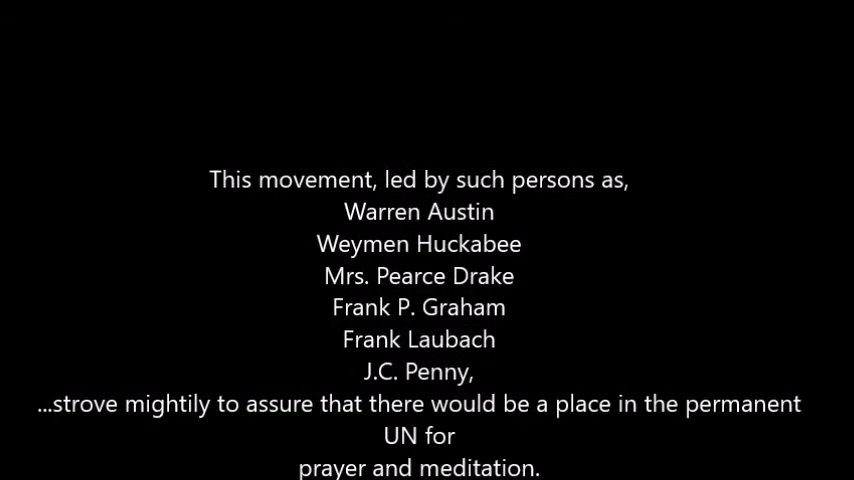 This movement, led by such persons as,
Warren Austin
Weymen Huckabee
Mrs. Pearce Drake
Frank P. Graham
Frank Laubach
J.C. Penny,
...strove mightily to assure that there would be a place in the permanent
UN for
prayer and meditation.